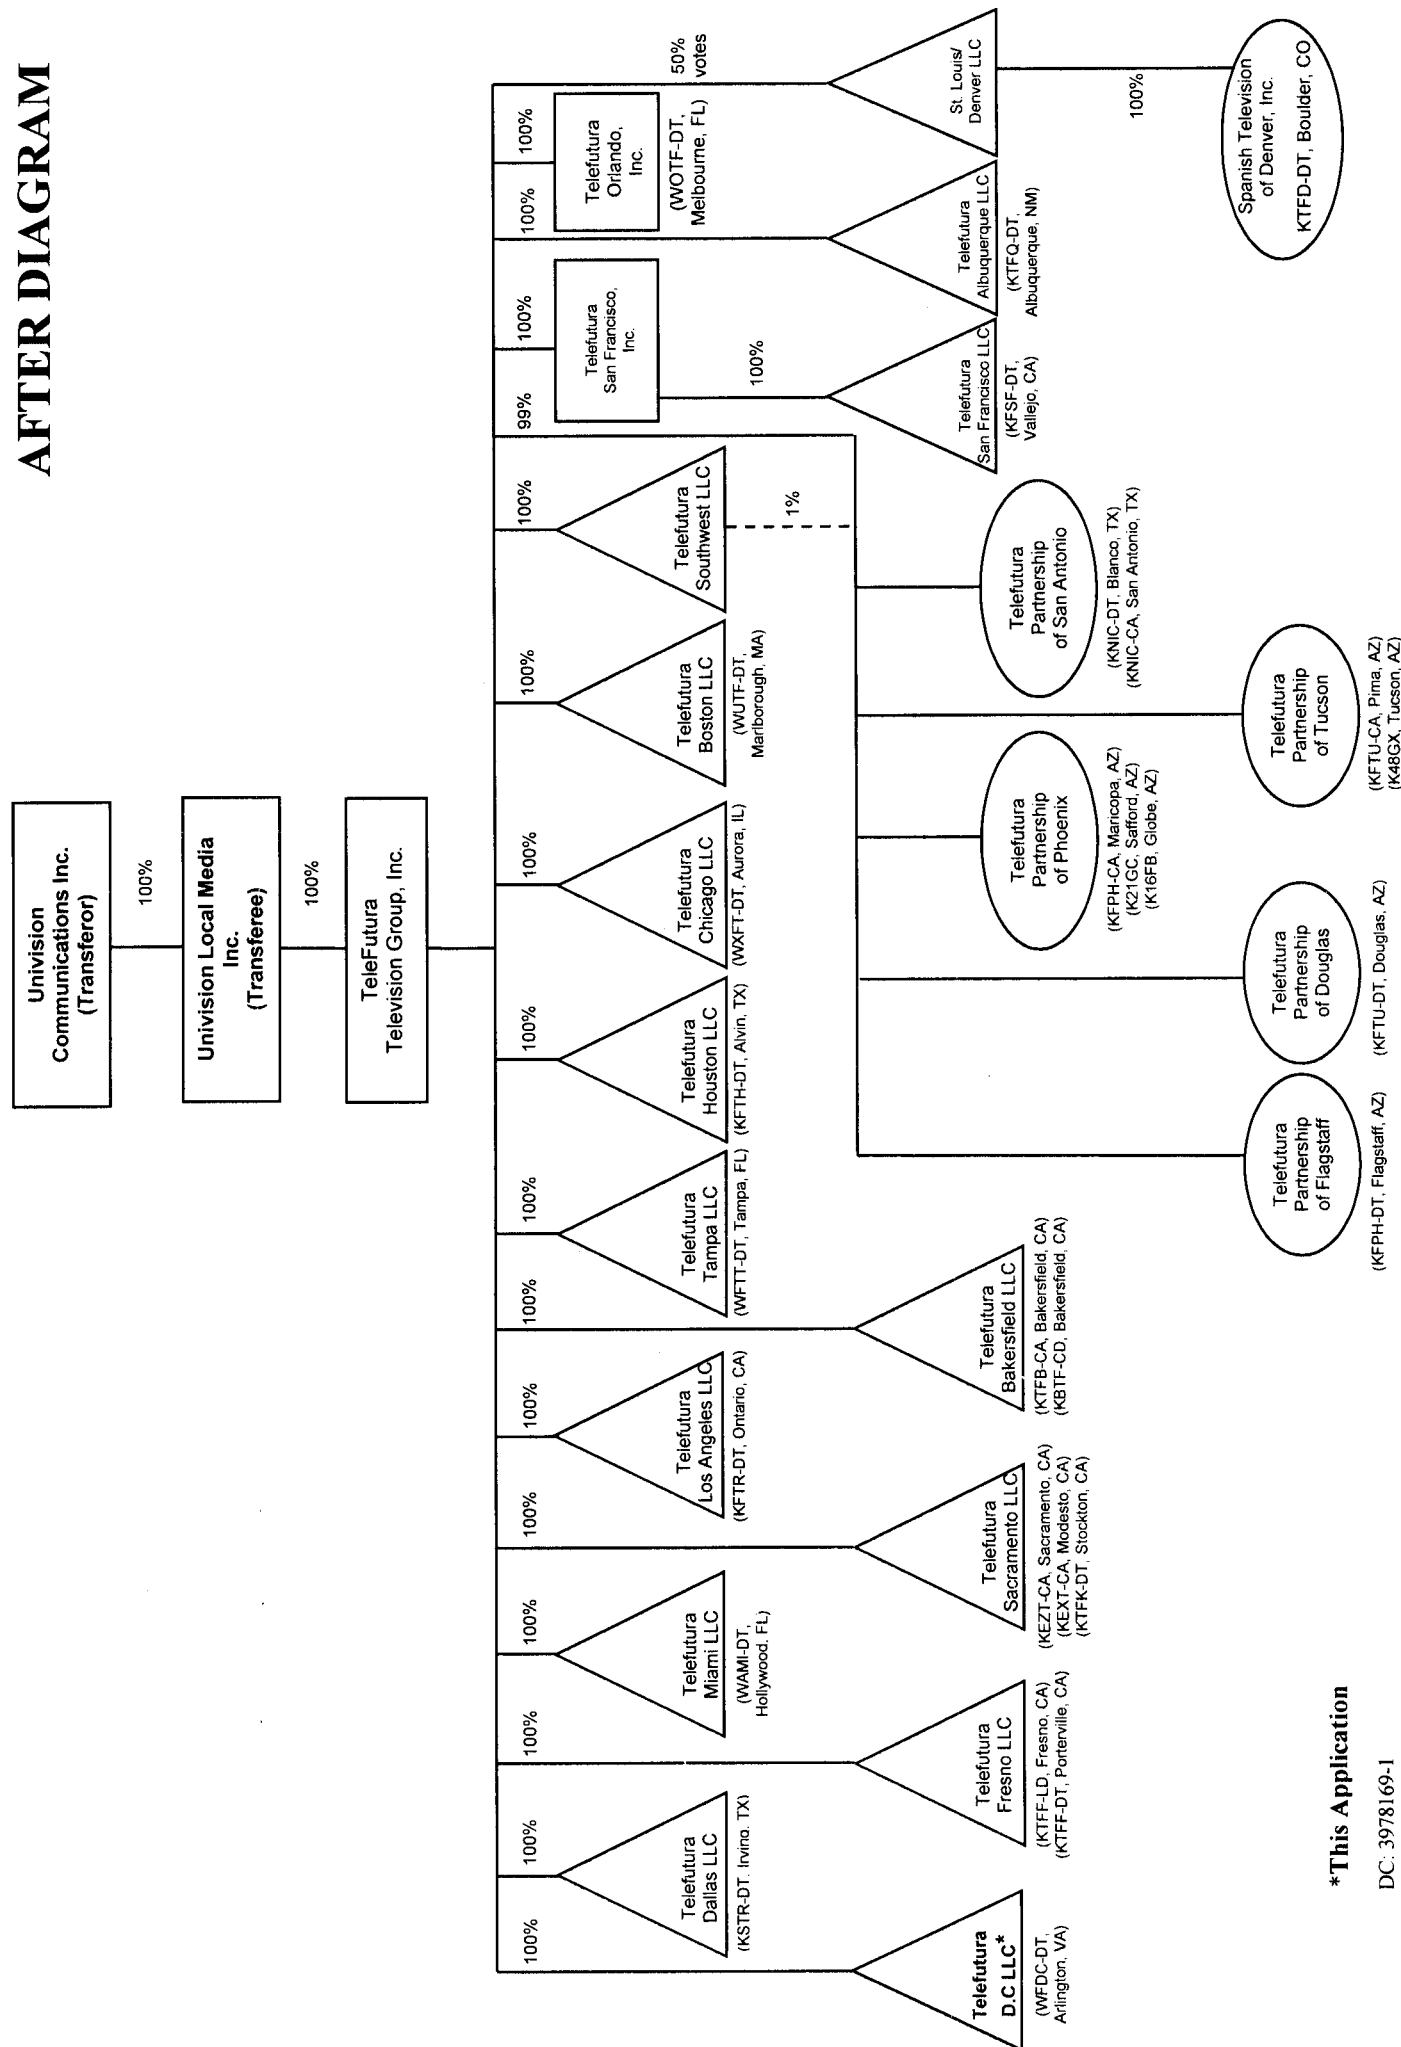 AFTER DIAGRAM
Univision
Communications Inc.
(Transferor)
100%
Univision Local Media
Inc.
(Transferee)
100%
TeleFutura
Television Group, Inc.
100%
100%
100%
100%
100%
100%
100%
100%
100%
100%
100%
100%
100%
99%
100%
100%
100%
50%
votes
Telefutura
Dallas LLC
(KSTR-DT, Irving, TX)
Telefutura
Miami LLC
(WAMI-DT,
Hollywood, FL)
Telefutura
Los Angeles LLC
(KFTR-DT, Ontario, CA)
Telefutura
Tampa LLC
(WFTT-DT, Tampa, FL)
Telefutura
Houston LLC
(KFTH-DT, Alvin, TX)
Telefutura
Chicago LLC
(WXFT-DT, Aurora, IL)
Telefutura
Boston LLC
(WUTF-DT,
Marlborough, MA)
Telefutura
Southwest LLC
1%
Telefutura
San Francisco,
Inc.
100%
Telefutura
Orlando,
Inc.
(WOTF-DT,
Melbourne, FL)
Telefutura
D.C LLC*
(WFDC-DT,
Arlington, VA)
Telefutura
Fresno LLC
(KTFF-LD, Fresno, CA)
(KTFF-DT, Porterville, CA)
Telefutura
Sacramento LLC
(KEZT-CA, Sacramento, CA)
(KEXT-CA, Modesto, CA)
(KTFK-DT, Stockton, CA)
Telefutura
Bakersfield LLC
(KTFB-CA, Bakersfield, CA)
(KBTF-CD, Bakersfield, CA)
Telefutura
Partnership
of Phoenix
(KFPH-CA, Maricopa, AZ)
(K21GC, Safford, AZ)
(K16FB, Globe, AZ)
Telefutura
Partnership
of San Antonio
(KNIC-DT, Blanco, TX)
(KNIC-CA, San Antonio, TX)
Telefutura
San Francisco LLC
(KFSF-DT,
Vallejo, CA)
Telefutura
Albuquerque LLC
(KTFQ-DT,
Albuquerque, NM)
St. Louis/
Denver LLC
100%
Telefutura
Partnership
of Flagstaff
(KFPH-DT, Flagstaff, AZ)
Telefutura
Partnership
of Douglas
(KFTU-DT, Douglas, AZ)
Telefutura
Partnership
of Tucson
(KFTU-CA, Pima, AZ)
(K48GX, Tucson, AZ)
Spanish Television
of Denver, Inc.
KTFD-DT, Boulder, CO
*This Application
DC: 3978169-1